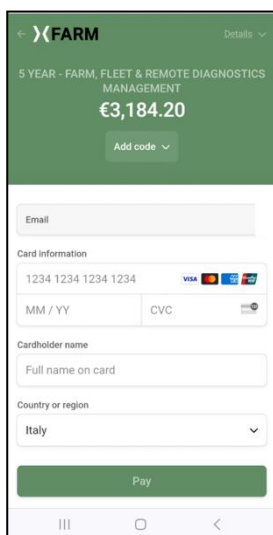 FARM
Details
5 YEAR - FARM, FLEET & REMOTE DIAGNOSTICS
MANAGEMENT
€3,184.20
Add code
Email
Card information
1234 1234 1234 1234 VISA
MM / YY CVC
Cardholder name
Full name on card
Country or region
Italy
Pay